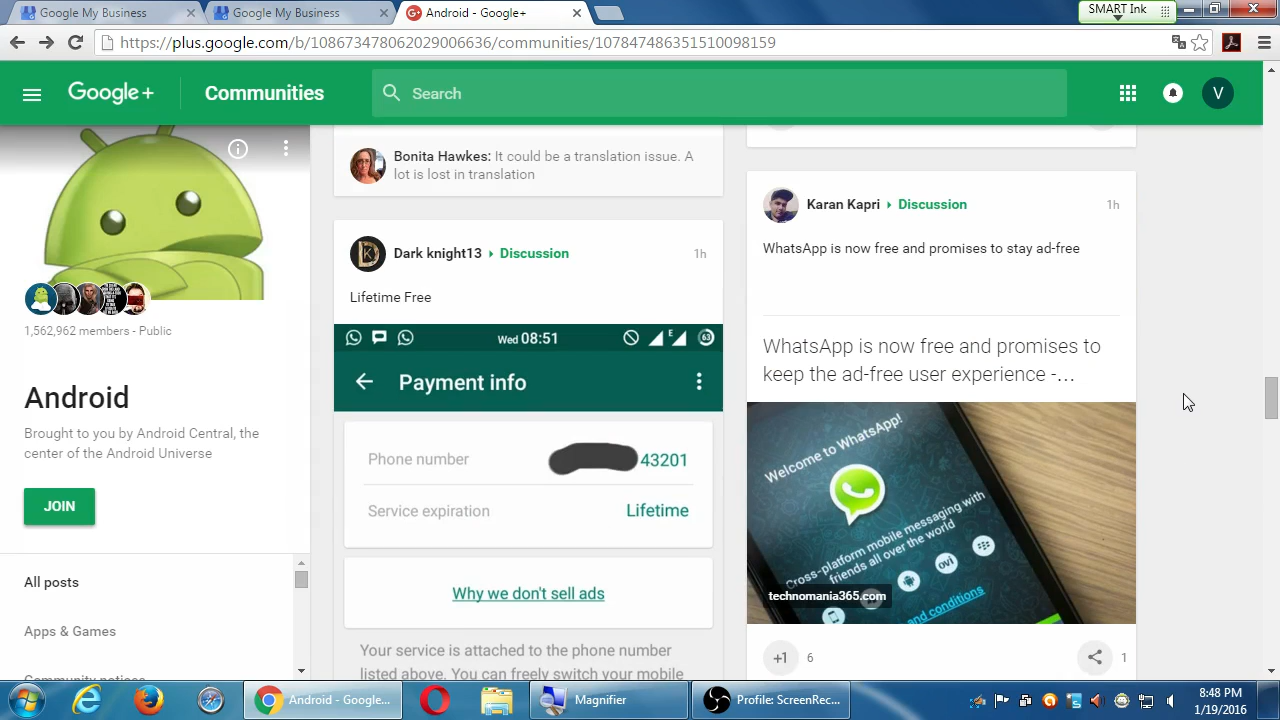 Google My Business
Google My Business
Android - Google+
SMART Ink
https://plus.google.com/b/108673478062029006636/communities/107847486351510098159
Google+
Communities
Search
V
1,562,962 members - Public
Android
Brought to you by Android Central, the
center of the Android Universe
JOIN
All posts
Apps & Games
Community notices
Bonita Hawkes: It could be a translation issue. A
lot is lost in translation
Dark knight13 Discussion 1h
Lifetime Free
Wed 08:51
E
63
Payment info
Phone number 43201
Service expiration Lifetime
Why we don't sell ads
Your service is attached to the phone number
listed above. You can freely switch your mobile
Karan Kapri Discussion 1h
WhatsApp is now free and promises to stay ad-free
WhatsApp is now free and promises to
keep the ad-free user experience -...
Welcome to WhatsApp!
Cross-platform mobile messaging with
friends all over the world
ovi
and conditions
technomania365.com
+1 6
1
Android - Google...
Magnifier
Profile: ScreenRec...
8:48 PM
1/19/2016